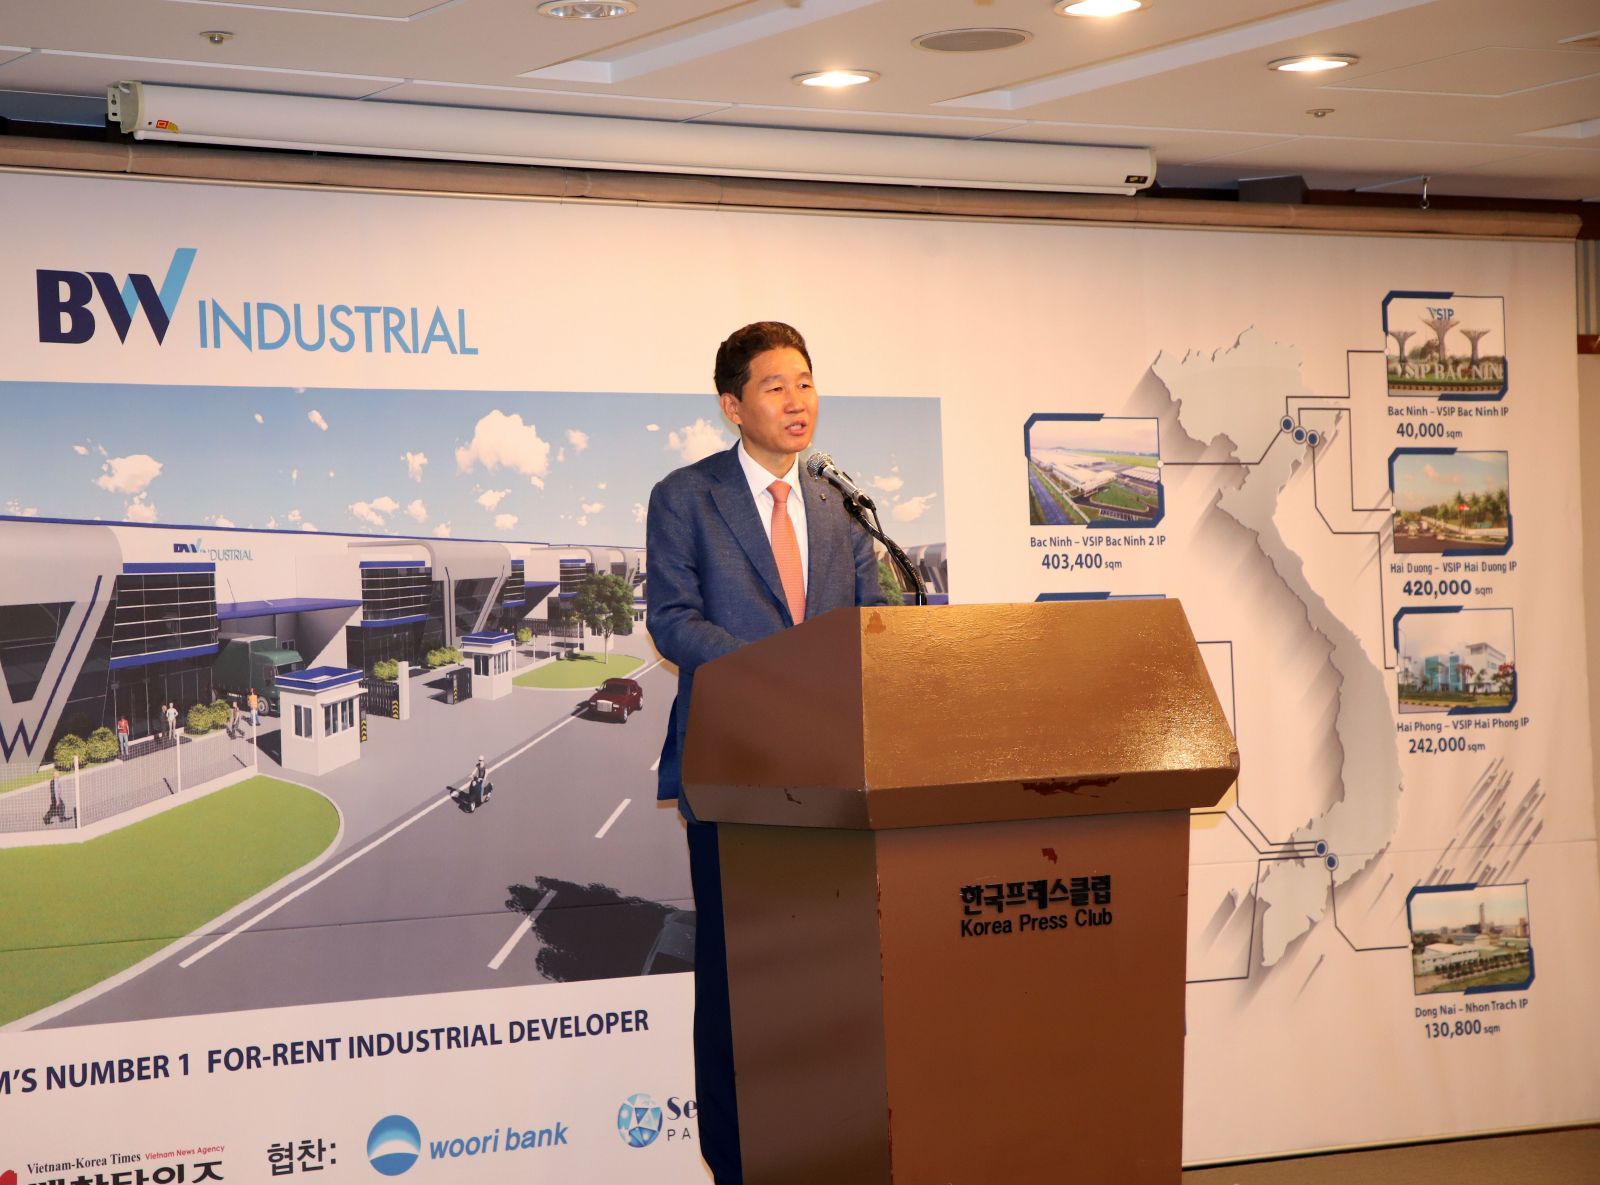 BW INDUSTRIAL
BW INDUSTRIAL
W
VSIP
VSIP BAC NINH
Bac Ninh – VSIP Bac Ninh IP
40,000 sqm
Bac Ninh – VSIP Bac Ninh 2 IP
403,400 sqm
Hai Duong – VSIP Hai Duong IP
420,000 sqm
Hai Phong – VSIP Hai Phong IP
242,000 sqm
Dong Nai – Nhon Trach IP
130,800 sqm
한국프레스클럽
Korea Press Club
M'S NUMBER 1 FOR-RENT INDUSTRIAL DEVELOPER
Vietnam-Korea Times Vietnam News Agency
협찬:
woori bank
Se
PA